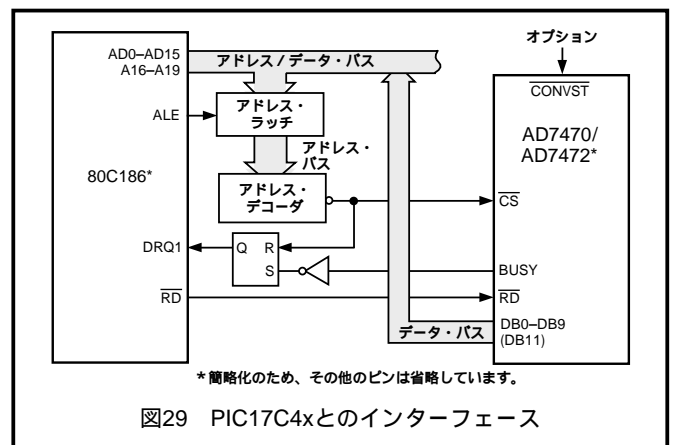 オプション
AD0–AD15
A16–A19
アドレス / データ・バス
CONVST
ALE
アドレス・
ラッチ
AD7470/
AD7472*
アドレス・
バス
80C186*
アドレス・
デコーダ
CS
DRQ1
Q
R
S
BUSY
RD
RD
データ・バス
DB0–DB9
(DB11)
*簡略化のため、その他のピンは省略しています。
図29 PIC17C4xとのインターフェース